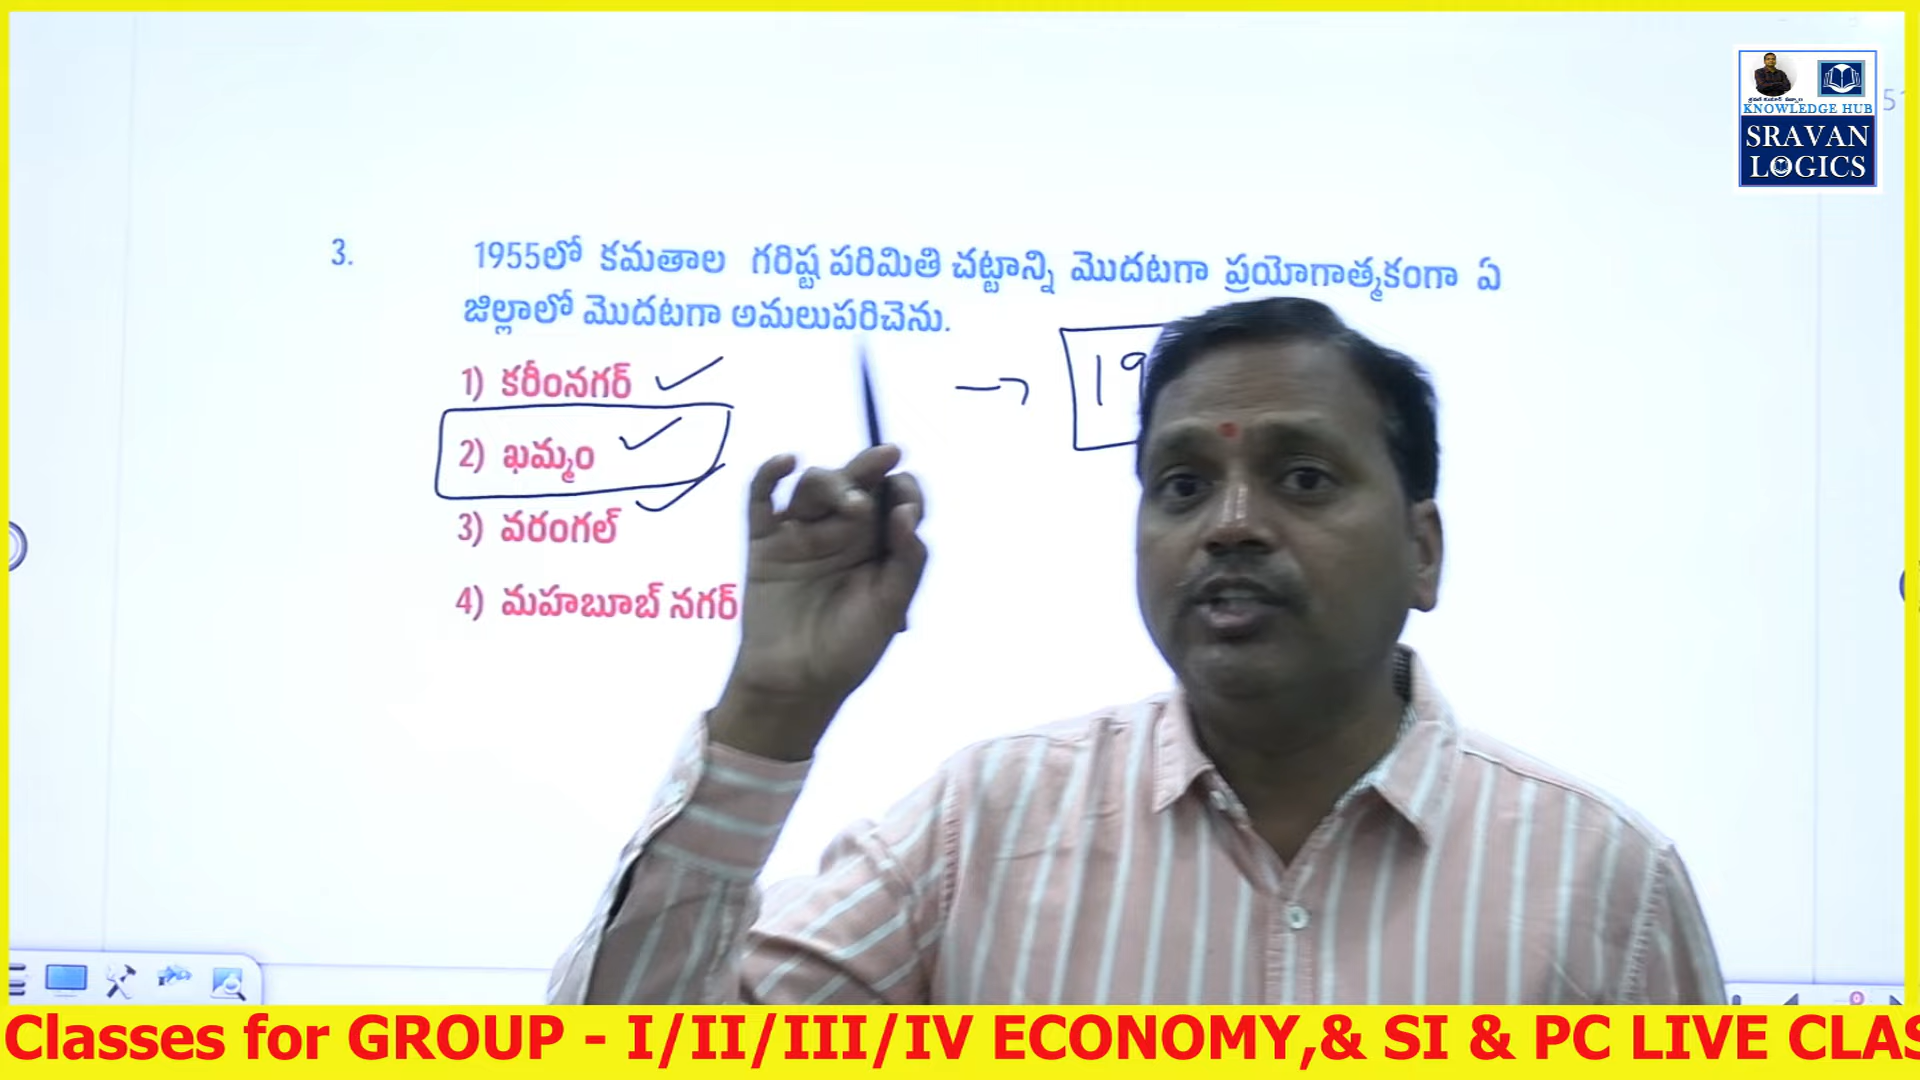 KNOWLEDGE HUB
SRAVAN
LOGICS
3. 1955లో కమతాల గరిష్ట పరిమితి చట్టాన్ని మొదటగా ప్రయోగాత్మకంగా ఏ
జిల్లాలో మొదటగా అమలుపరిచెను.
1) కరీంనగర్
19
2) ఖమ్మం
3) వరంగల్
4) మహబూబ్ నగర్
Classes for GROUP - I/II/III/IV ECONOMY,& SI & PC LIVE CLAS